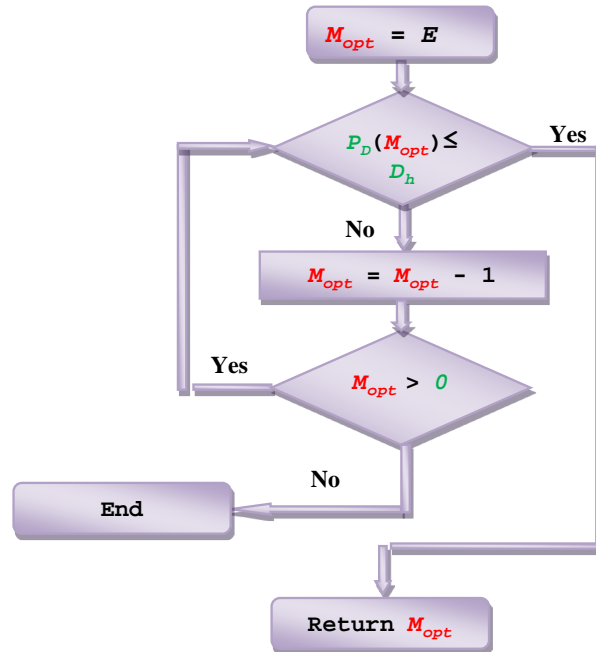 M_opt = E
P_D(M_opt)≤
D_h
Yes
No
M_opt = M_opt - 1
M_opt > 0
Yes
No
End
Return M_opt